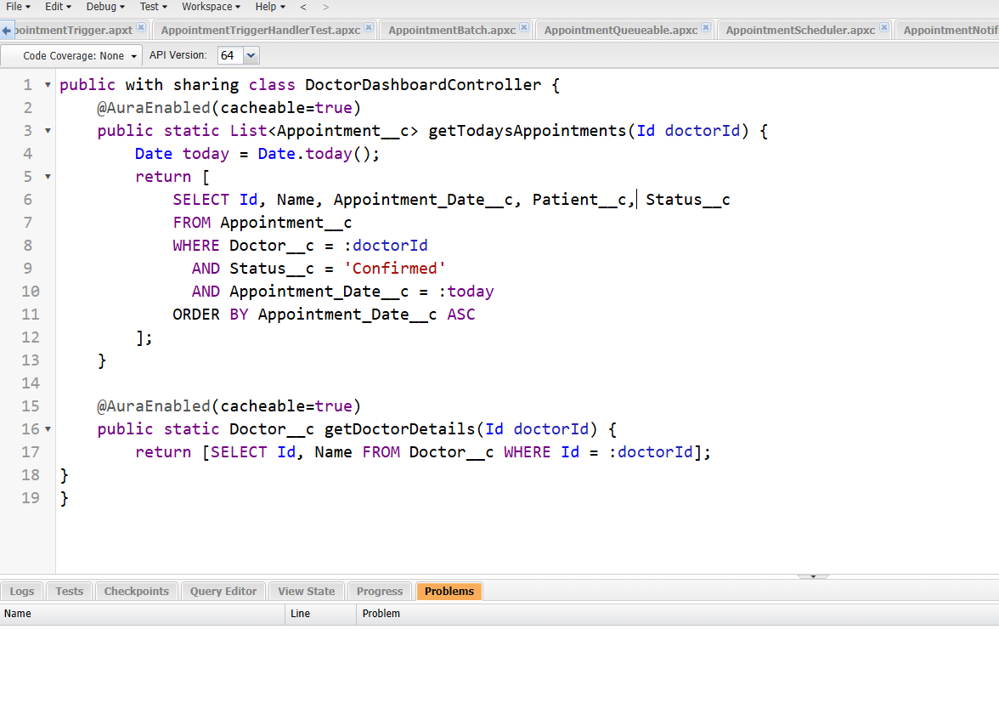 File Edit Debug Test Workspace Help < >
pointmentTrigger.apxt AppointmentTriggerHandlerTest.apxc AppointmentBatch.apxc AppointmentQueueable.apxc AppointmentScheduler.apxc AppointmentNotif
Code Coverage: None API Version: 64
1 public with sharing class DoctorDashboardController {
2 @AuraEnabled(cacheable=true)
3 public static List<Appointment__c> getTodaysAppointments(Id doctorId) {
4 Date today = Date.today();
5 return [
6 SELECT Id, Name, Appointment_Date__c, Patient__c, Status__c
7 FROM Appointment__c
8 WHERE Doctor__c = :doctorId
9 AND Status__c = 'Confirmed'
10 AND Appointment_Date__c = :today
11 ORDER BY Appointment_Date__c ASC
12 ];
13 }
14
15 @AuraEnabled(cacheable=true)
16 public static Doctor__c getDoctorDetails(Id doctorId) {
17 return [SELECT Id, Name FROM Doctor__c WHERE Id = :doctorId];
18 }
19 }
Logs Tests Checkpoints Query Editor View State Progress Problems
Name Line Problem